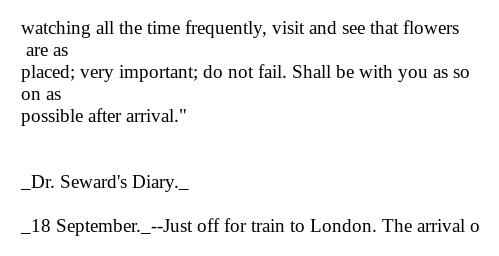 watching all the time frequently, visit and see that flowers
are as
placed; very important; do not fail. Shall be with you as so
on as
possible after arrival."
_Dr. Seward's Diary._
_18 September._--Just off for train to London. The arrival o